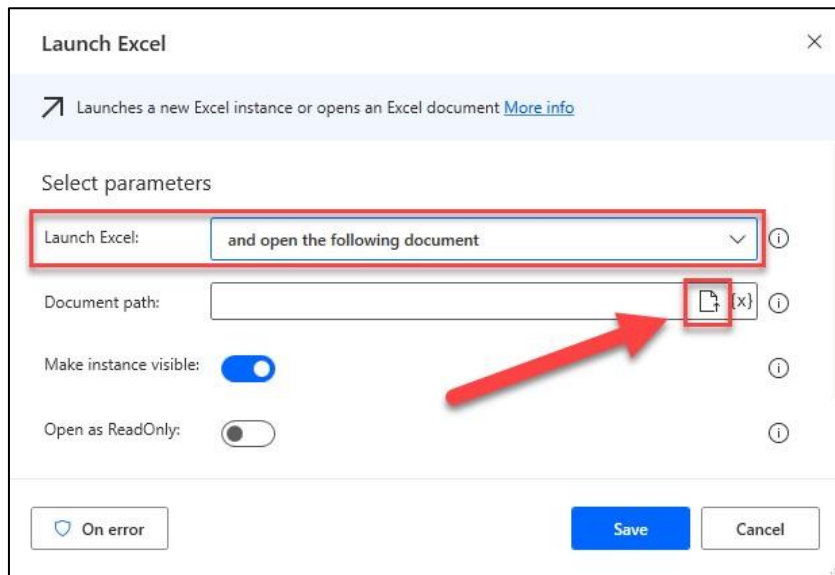 Launch Excel
Launches a new Excel instance or opens an Excel document More info
Select parameters
Launch Excel: and open the following document
Document path: {x}
Make instance visible:
Open as ReadOnly:
On error Save Cancel